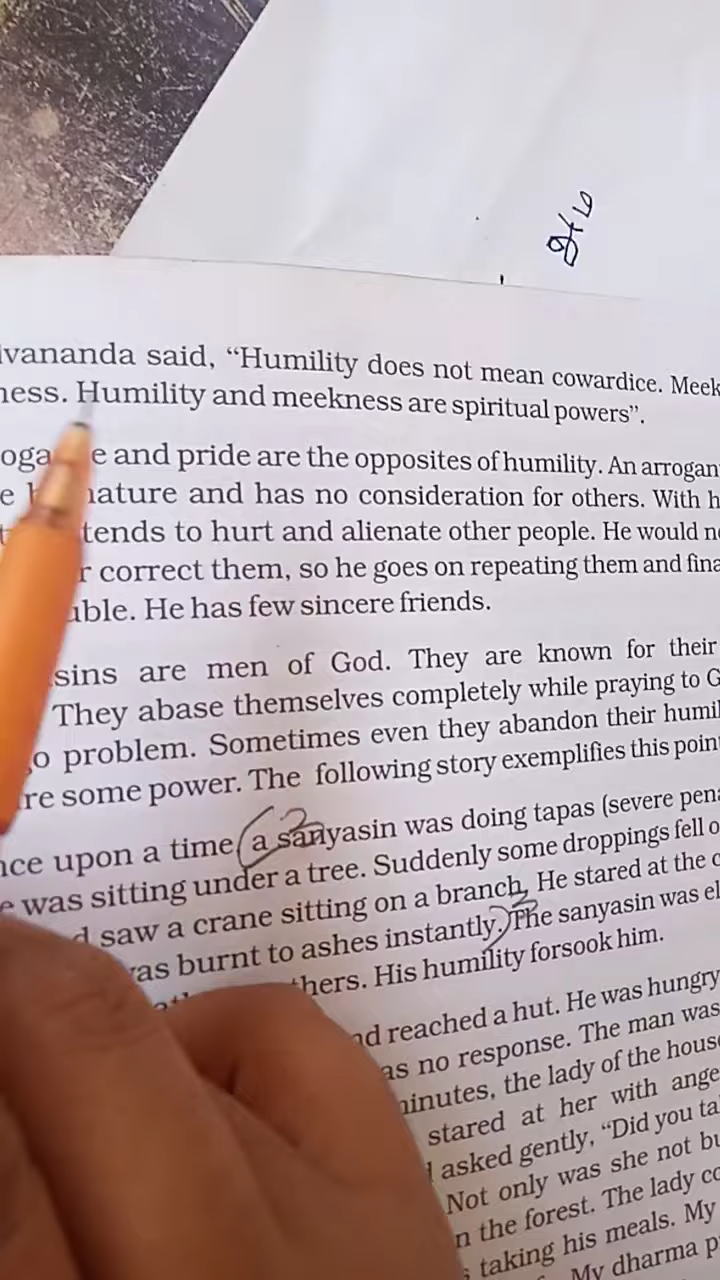 said, “Humility does not mean cowardice. Meek
ness. Humility and meekness are spiritual powers”.
and pride are the opposites of humility. An arrogan
nature and has no consideration for others. With h
tends to hurt and alienate other people. He would n
correct them, so he goes on repeating them and fina
He has few sincere friends.
are men of God. They are known for their
They abase themselves completely while praying to G
problem. Sometimes even they abandon their humil
some power. The following story exemplifies this poin
upon a time a sanyasin was doing tapas (severe pen
was sitting under a tree. Suddenly some droppings fell o
saw a crane sitting on a branch. He stared at the c
was burnt to ashes instantly. The sanyasin was el
His humility forsook him.
reached a hut. He was hungry
as no response. The man was
minutes, the lady of the hous
stared at her with ange
asked gently, “Did you ta
Not only was she not bu
n the forest. The lady co
taking his meals. My
My dharma p